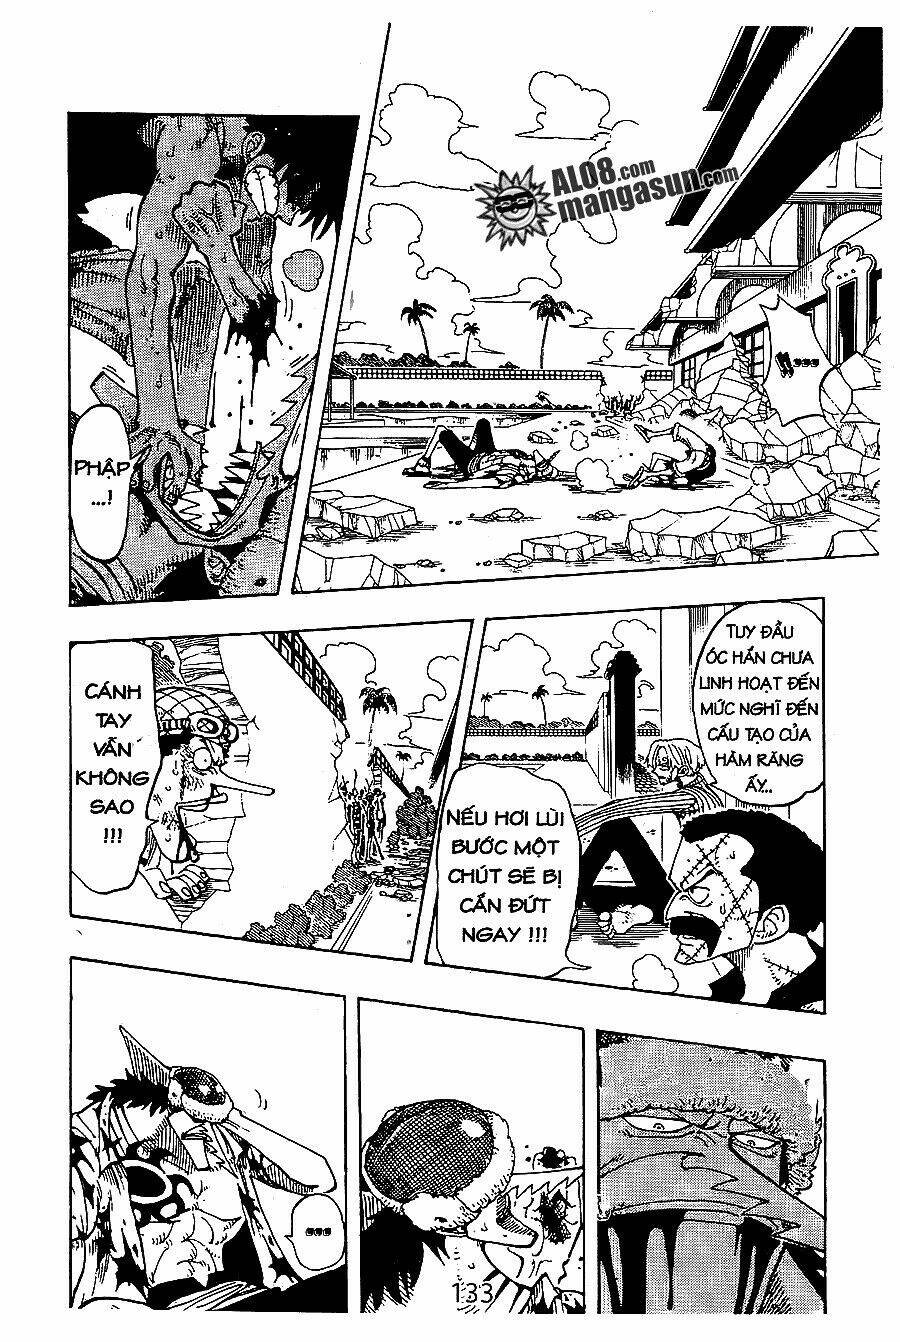 ALO8.com
mangasun.com
!!...
PHẬP
...!
TUY ĐẦU
ÓC HẮN CHƯA
LINH HOẠT ĐẾN
MỨC NGHĨ ĐẾN
CẤU TẠO CỦA
HÀM RĂNG
ẤY...
NẾU HƠI LÙI
BƯỚC MỘT
CHÚT SẼ BỊ
CẮN ĐỨT
NGAY !!!
CÁNH
TAY
VẪN
KHÔNG
SAO
!!!
...
133